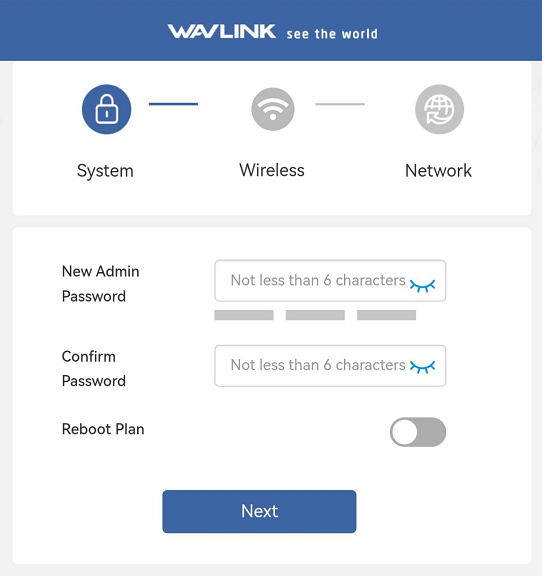 WAVLINK see the world
System
Wireless
Network
New Admin
Password
Not less than 6 characters
Confirm
Password
Not less than 6 characters
Reboot Plan
Next